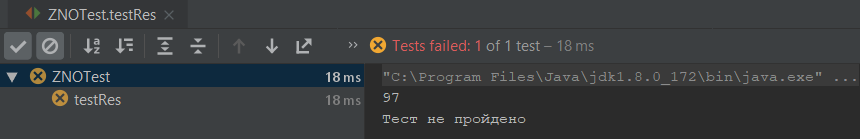 ZNOTest.testRes ×
» Tests failed: 1 of 1 test – 18 ms
ZNOTest 18 ms
testRes 18 ms
"C:\Program Files\Java\jdk1.8.0_172\bin\java.exe" ...
97
Тест не пройдено